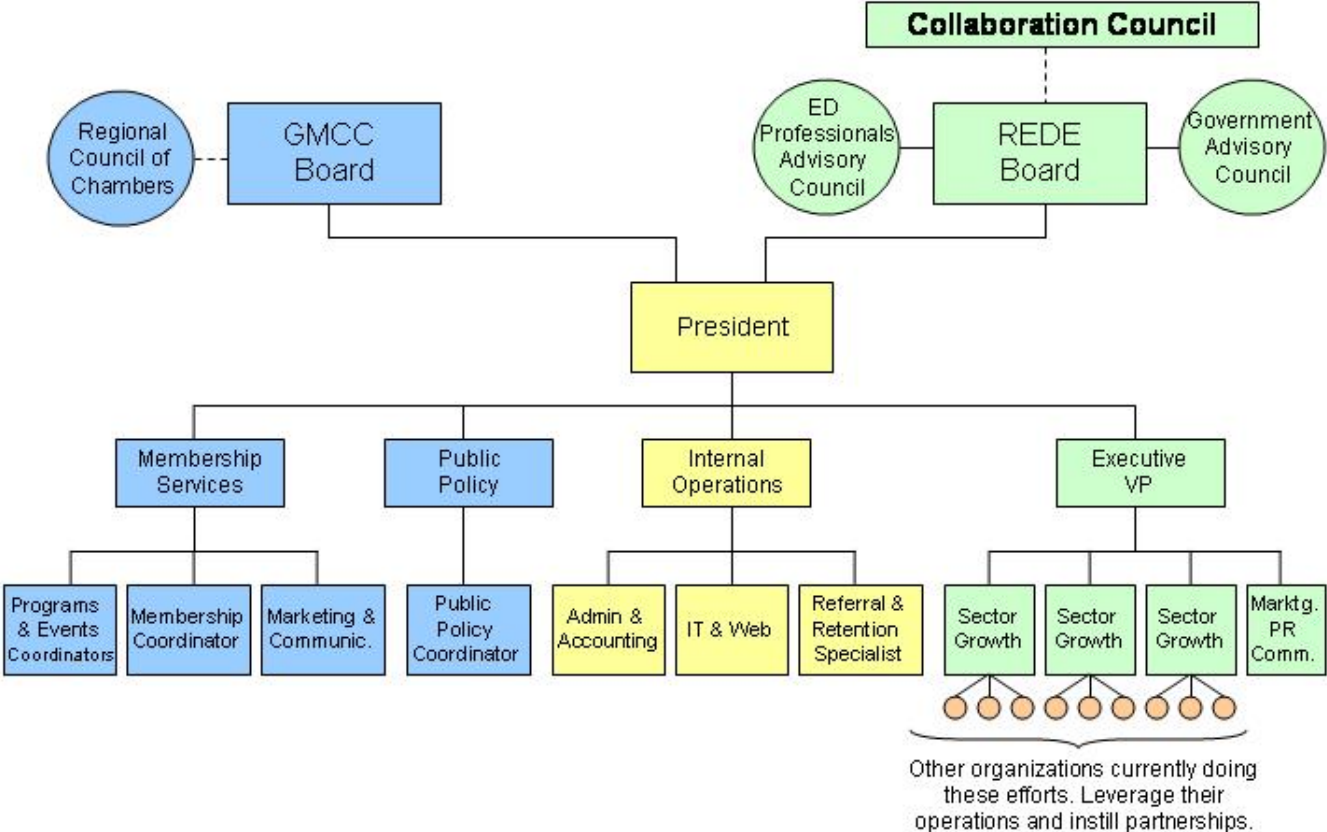 Collaboration Council
Regional
Council of
Chambers
GMCC
Board
ED
Professionals
Advisory
Council
REDE
Board
Government
Advisory
Council
President
Membership
Services
Public
Policy
Internal
Operations
Executive
VP
Programs
& Events
Coordinators
Membership
Coordinator
Marketing &
Communic.
Public
Policy
Coordinator
Admin &
Accounting
IT & Web
Referral &
Retention
Specialist
Sector
Growth
Sector
Growth
Sector
Growth
Marktg.
PR
Comm.
Other organizations currently doing
these efforts. Leverage their
operations and instill partnerships.